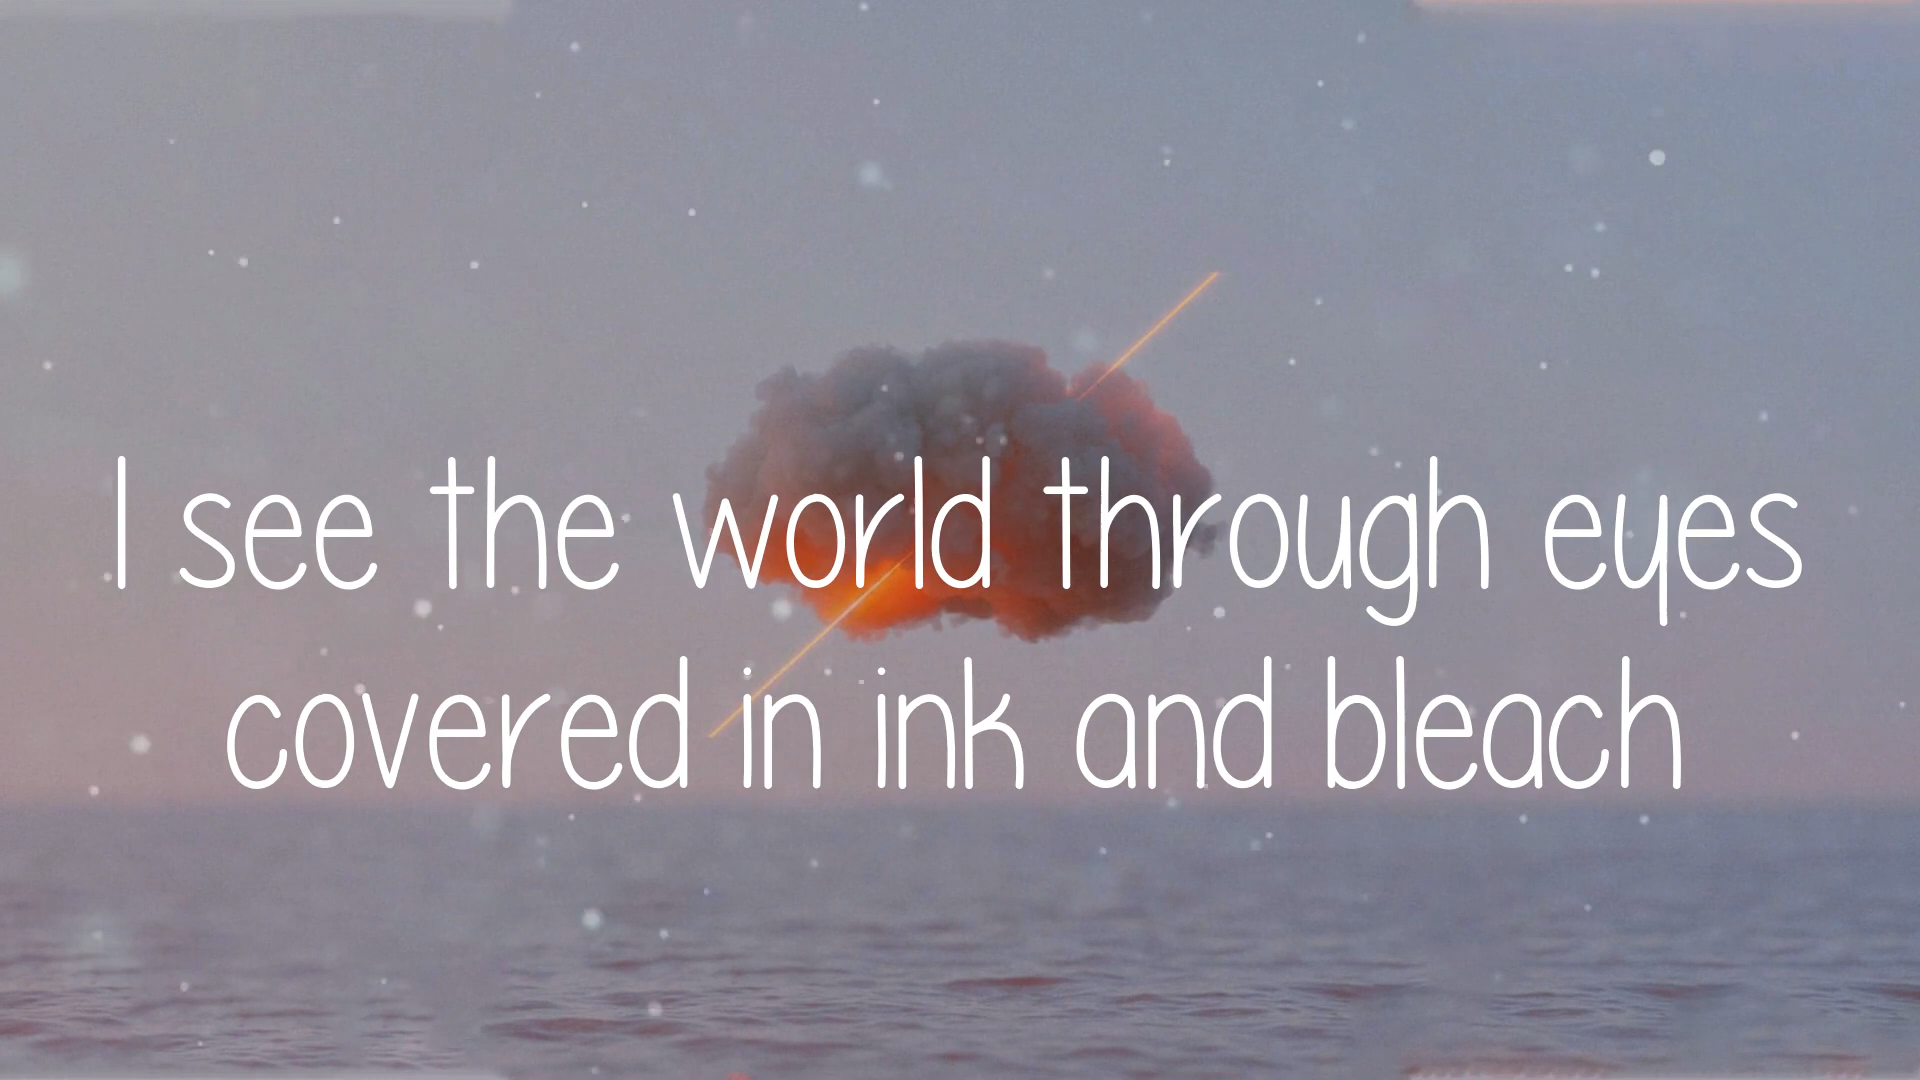 I see the world through eyes
covered in ink and bleach